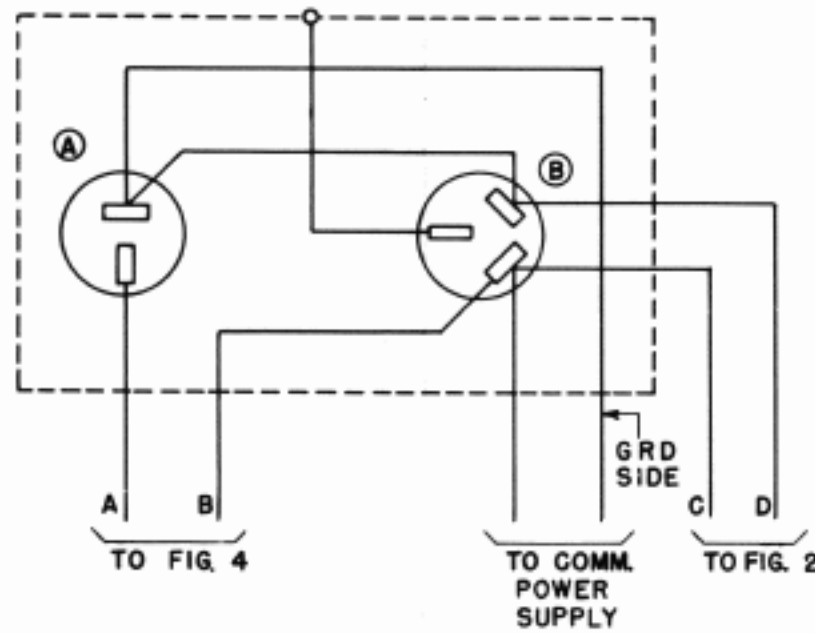 A
B
GRD
SIDE
A B C D
TO FIG. 4
TO COMM.
POWER
SUPPLY
TO FIG. 2